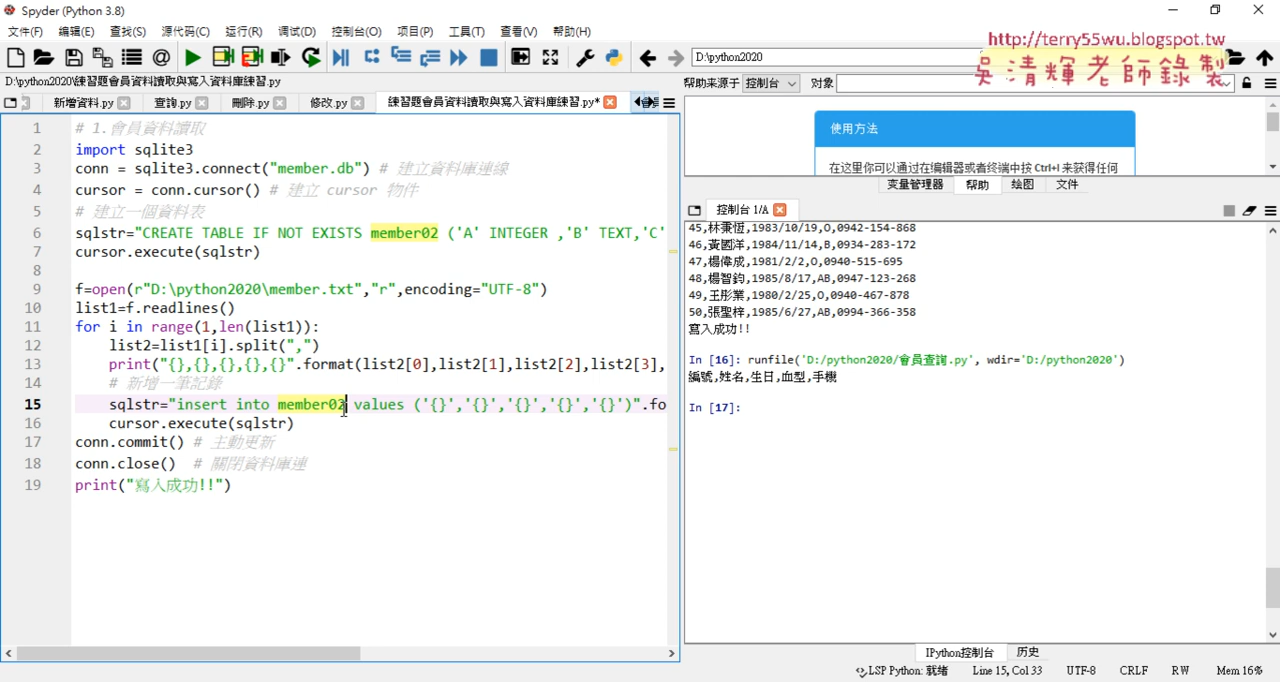 Spyder (Python 3.8)
文件(F) 编辑(E) 查找(S) 源代码(C) 运行(R) 调试(D) 控制台(O) 项目(P) 工具(T) 查看(V) 帮助(H)
D:\python2020
http://terry55wu.blogspot.tw
吳清輝老師錄製
D:\python2020\練習題會員資料讀取與寫入資料庫練習.py
帮助来源于 控制台 对象
新增資料.py 查詢.py 刪除.py 修改.py 練習題會員資料讀取與寫入資料庫練習.py*
1 # 1.會員資料讀取
2 import sqlite3
3 conn = sqlite3.connect("member.db") # 建立資料庫連線
4 cursor = conn.cursor() # 建立 cursor 物件
5 # 建立一個資料表
6 sqlstr="CREATE TABLE IF NOT EXISTS member02 ('A' INTEGER ,'B' TEXT,'C'
7 cursor.execute(sqlstr)
8
9 f=open(r"D:\python2020\member.txt","r",encoding="UTF-8")
10 list1=f.readlines()
11 for i in range(1,len(list1)):
12 list2=list1[i].split(",")
13 print("{},{},{},{},{}".format(list2[0],list2[1],list2[2],list2[3],
14 # 新增一筆記錄
15 sqlstr="insert into member02 values ('{}','{}','{}','{}','{}')".fo
16 cursor.execute(sqlstr)
17 conn.commit() # 主動更新
18 conn.close() # 關閉資料庫連
19 print("寫入成功!!")
使用方法
在这里你可以通过在编辑器或者终端中按 Ctrl+I 来获得任何
变量管理器 帮助 绘图 文件
控制台 1/A
45,林秉恆,1983/10/19,O,0942-154-868
46,黃國洋,1984/11/14,B,0934-283-172
47,楊偉成,1981/2/2,O,0940-515-695
48,楊智鈞,1985/8/17,AB,0947-123-268
49,王彤業,1980/2/25,O,0940-467-878
50,張聖梓,1985/6/27,AB,0994-366-358
寫入成功!!
In [16]: runfile('D:/python2020/會員查詢.py', wdir='D:/python2020')
編號,姓名,生日,血型,手機
In [17]:
IPython控制台 历史
LSP Python: 就绪 Line 15, Col 33 UTF-8 CRLF RW Mem 16%